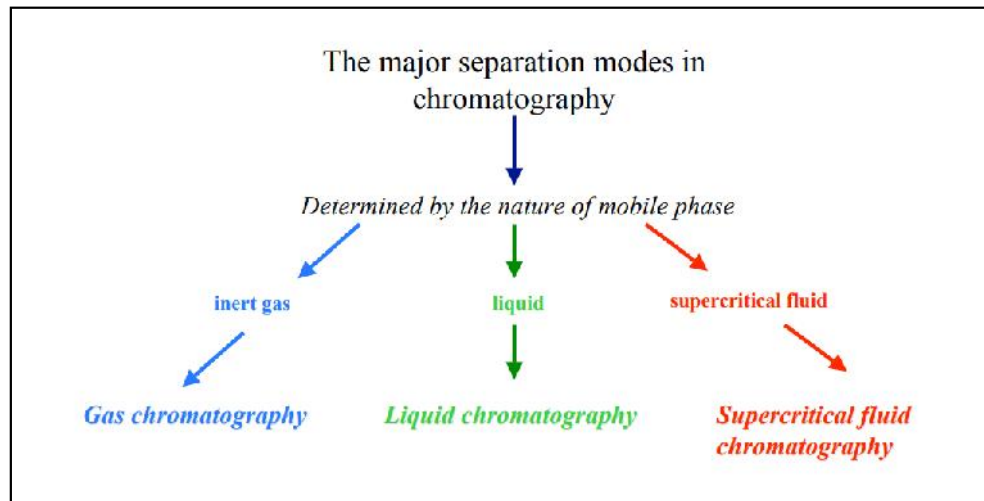 The major separation modes in
chromatography
Determined by the nature of mobile phase
inert gas
liquid
supercritical fluid
Gas chromatography
Liquid chromatography
Supercritical fluid
chromatography